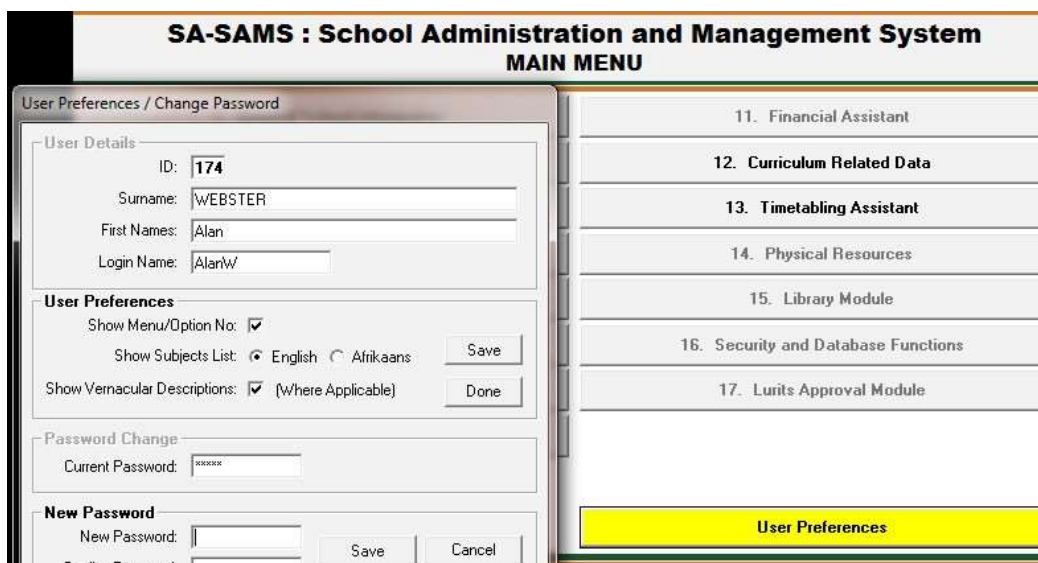 SA-SAMS : School Administration and Management System
MAIN MENU
User Preferences / Change Password
User Details
ID: 174
Surname: WEBSTER
First Names: Alan
Login Name: AlanW
User Preferences
Show Menu/Option No:
Show Subjects List: English Afrikaans
Save
Show Vernacular Descriptions: (Where Applicable)
Done
Password Change
Current Password: *****
New Password
New Password:
Save Cancel
11. Financial Assistant
12. Curriculum Related Data
13. Timetabling Assistant
14. Physical Resources
15. Library Module
16. Security and Database Functions
17. Lurits Approval Module
User Preferences